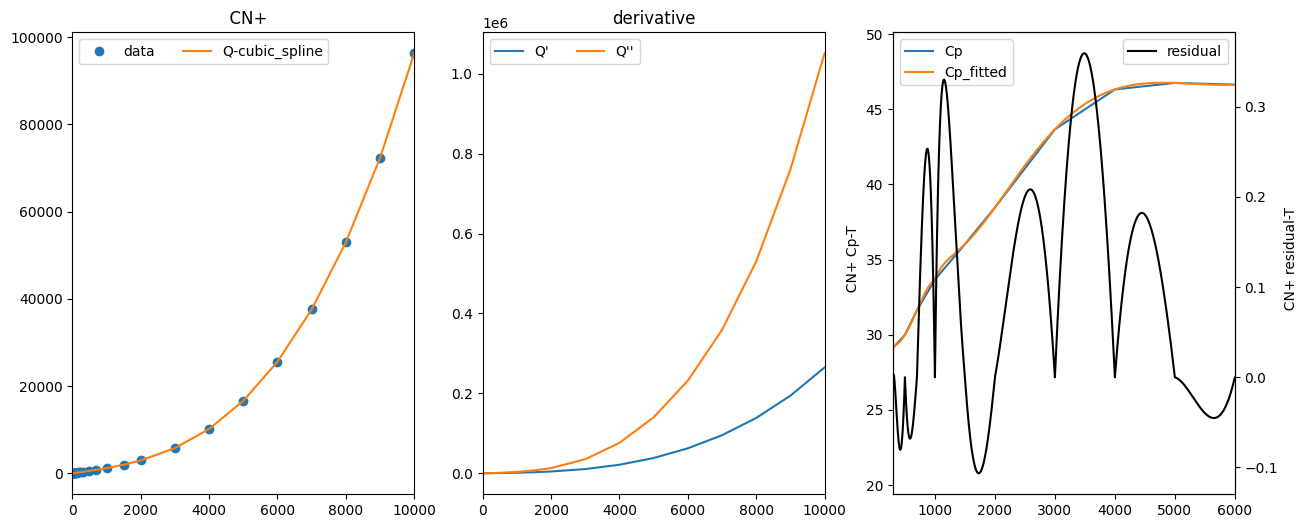 CN+
data
Q-cubic_spline
100000
80000
60000
40000
20000
0
0 2000 4000 6000 8000 10000
derivative
1e6
Q'
Q''
1.0
0.8
0.6
0.4
0.2
0.0
0 2000 4000 6000 8000 10000
Cp
Cp_fitted
residual
CN+ Cp-T
50
45
40
35
30
25
20
1000 2000 3000 4000 5000 6000
0.3
0.2
0.1
0.0
−0.1
CN+ residual-T